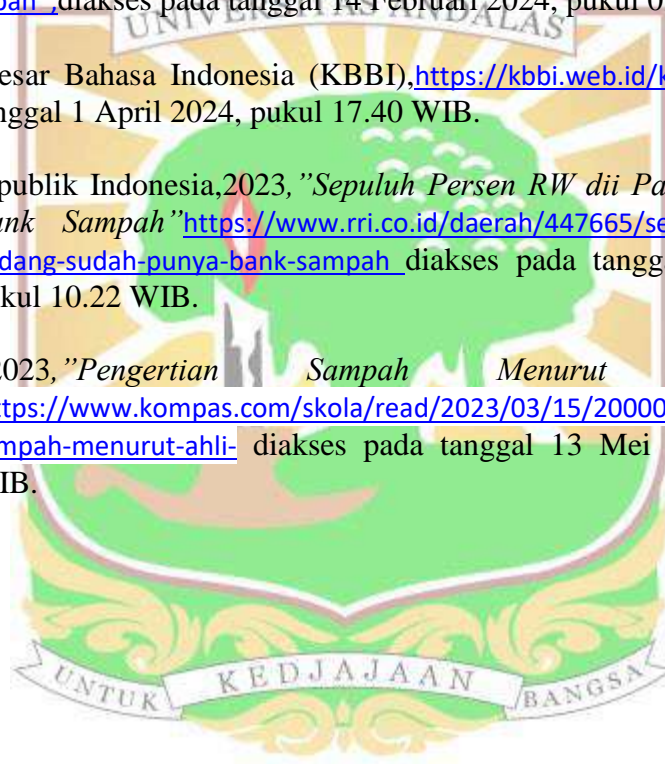 pah ,diakses pada tanggal 14 Februari 2024, pukul 0
UNIVERSITAS ANDALAS
esar Bahasa Indonesia (KBBI),https://kbbi.web.id/k
nggal 1 April 2024, pukul 17.40 WIB.
publik Indonesia,2023,”Sepuluh Persen RW dii Pa
nk Sampah”https://www.rri.co.id/daerah/447665/se
dang-sudah-punya-bank-sampah diakses pada tangg
kul 10.22 WIB.
2023,”Pengertian Sampah Menurut
ttps://www.kompas.com/skola/read/2023/03/15/20000
mpah-menurut-ahli- diakses pada tanggal 13 Mei
IB.
UNTUK KEDJAJAAN BANGSA